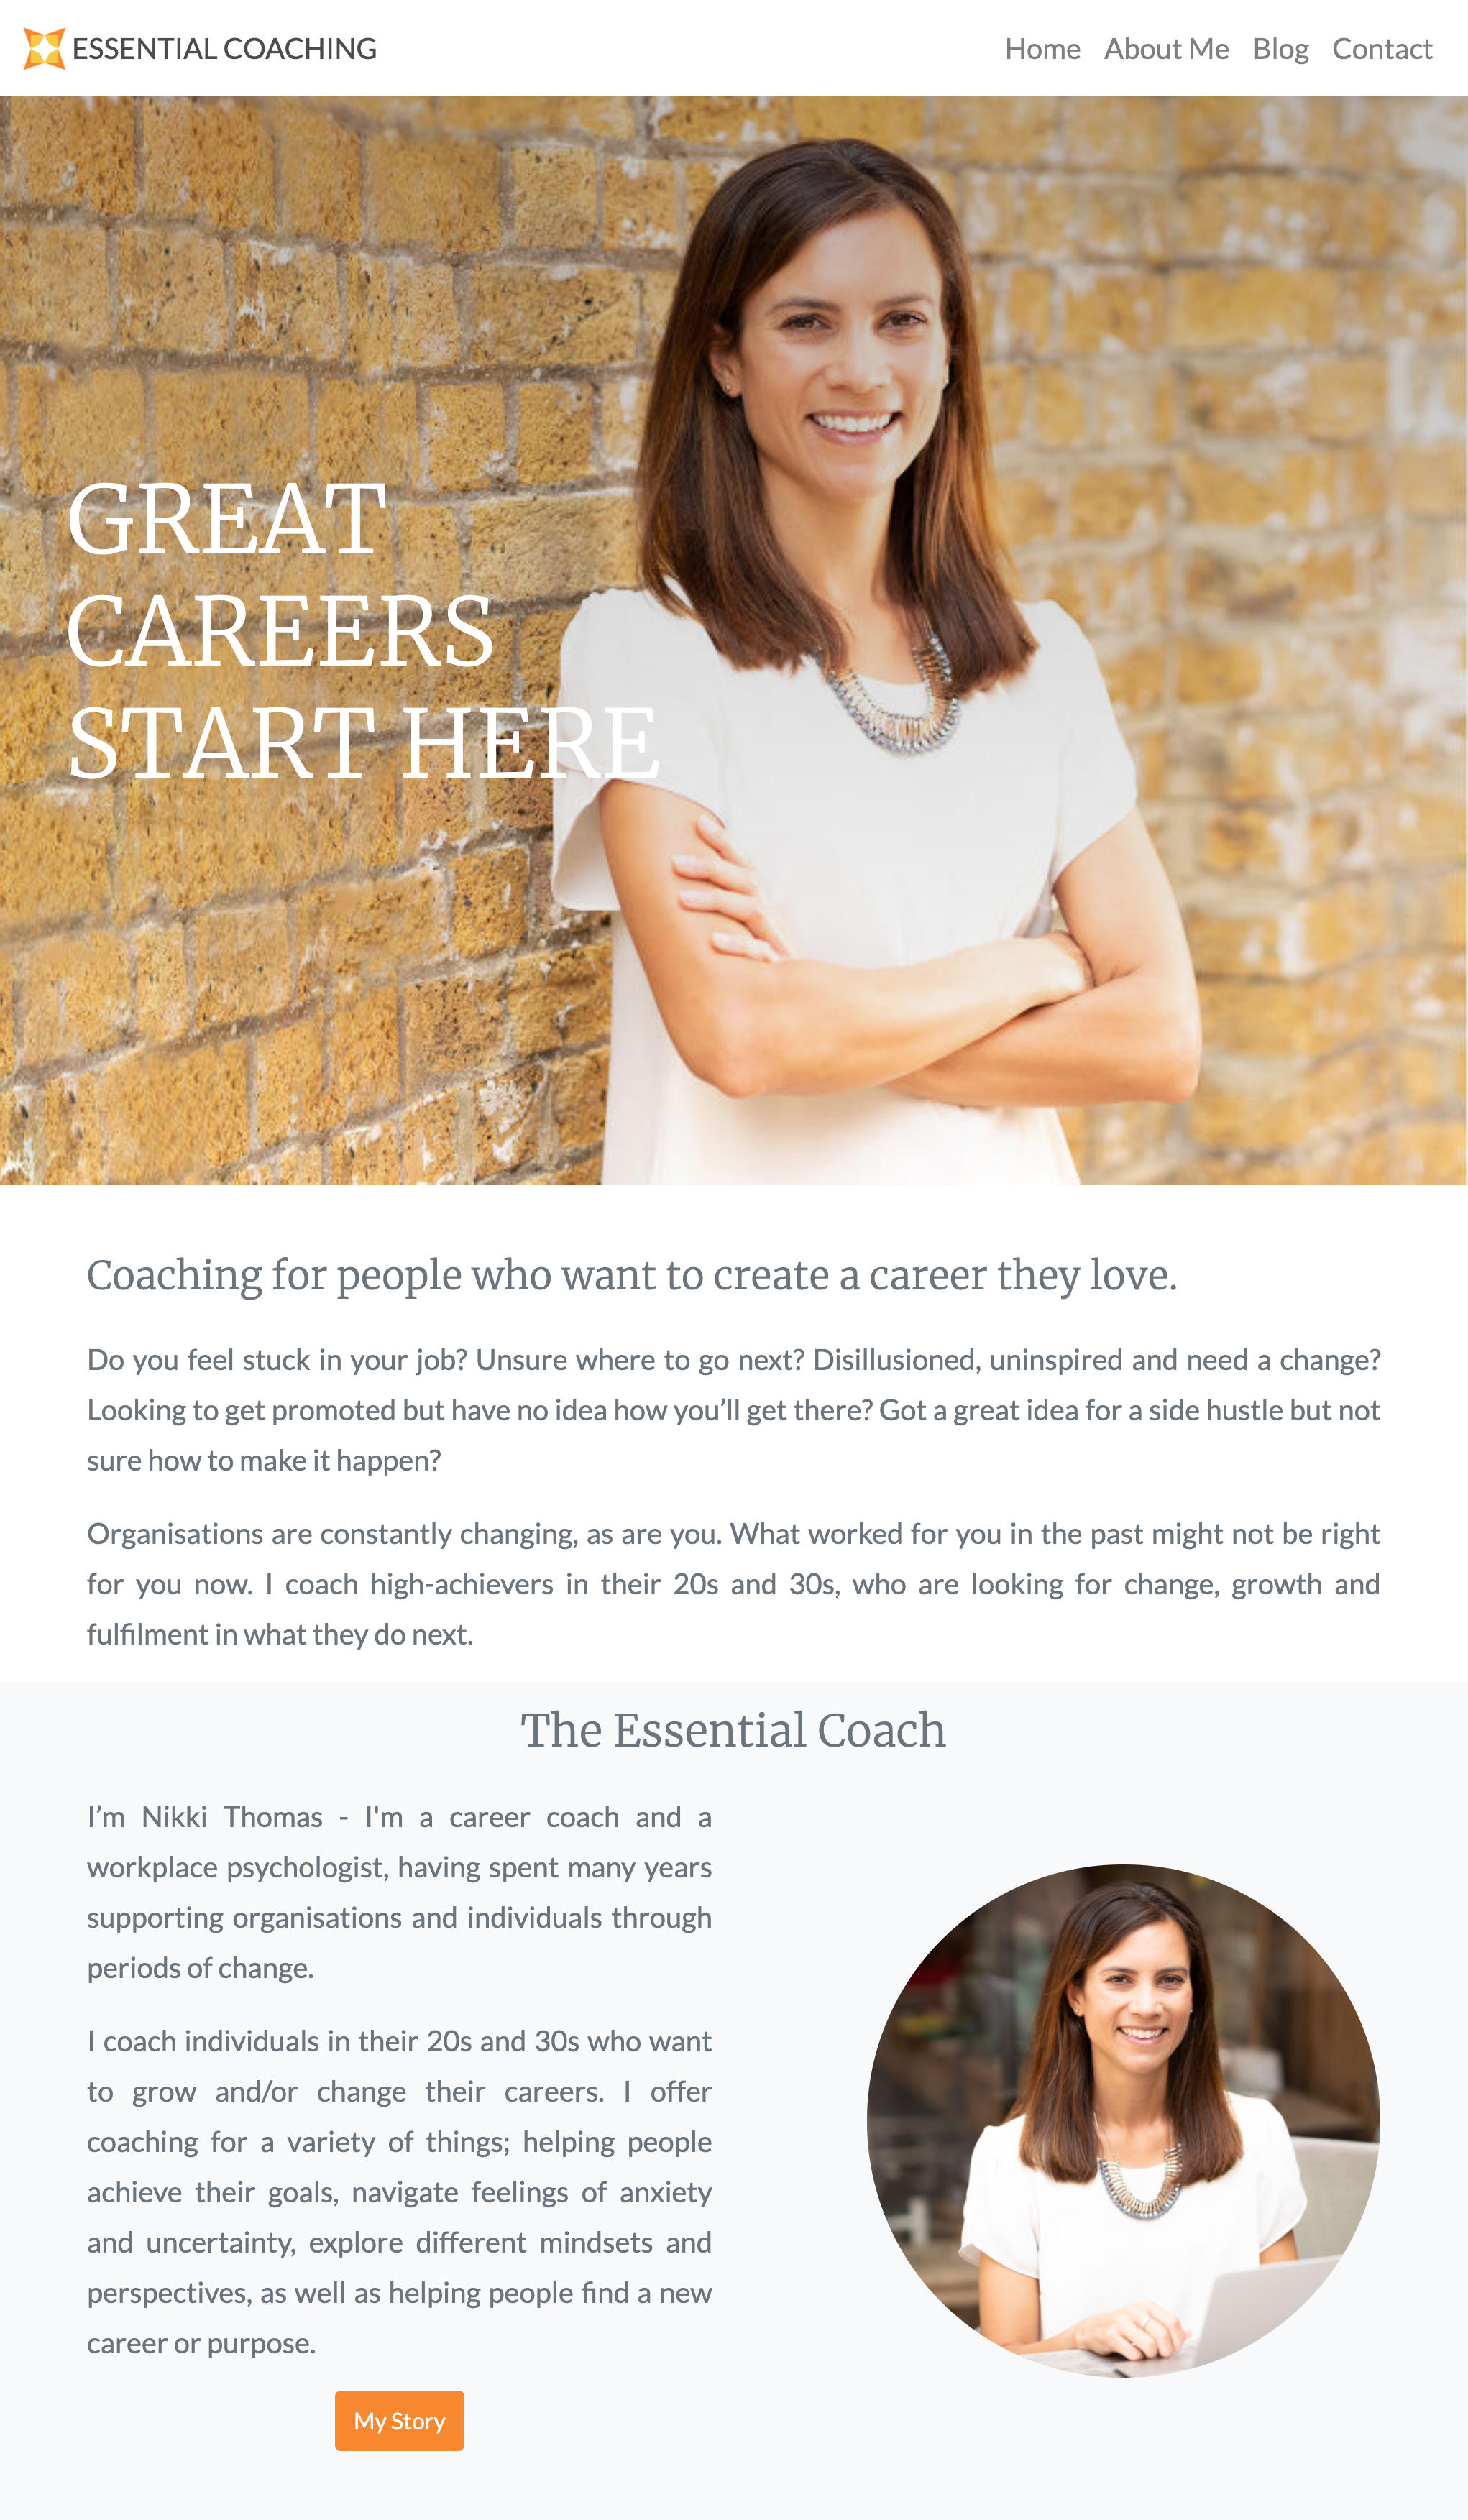 ESSENTIAL COACHING
Home About Me Blog Contact
GREAT
CAREERS
START HERE
Coaching for people who want to create a career they love.
Do you feel stuck in your job? Unsure where to go next? Disillusioned, uninspired and need a change?
Looking to get promoted but have no idea how you’ll get there? Got a great idea for a side hustle but not
sure how to make it happen?
Organisations are constantly changing, as are you. What worked for you in the past might not be right
for you now. I coach high-achievers in their 20s and 30s, who are looking for change, growth and
fulfilment in what they do next.
The Essential Coach
I’m Nikki Thomas - I'm a career coach and a
workplace psychologist, having spent many years
supporting organisations and individuals through
periods of change.
I coach individuals in their 20s and 30s who want
to grow and/or change their careers. I offer
coaching for a variety of things; helping people
achieve their goals, navigate feelings of anxiety
and uncertainty, explore different mindsets and
perspectives, as well as helping people find a new
career or purpose.
My Story